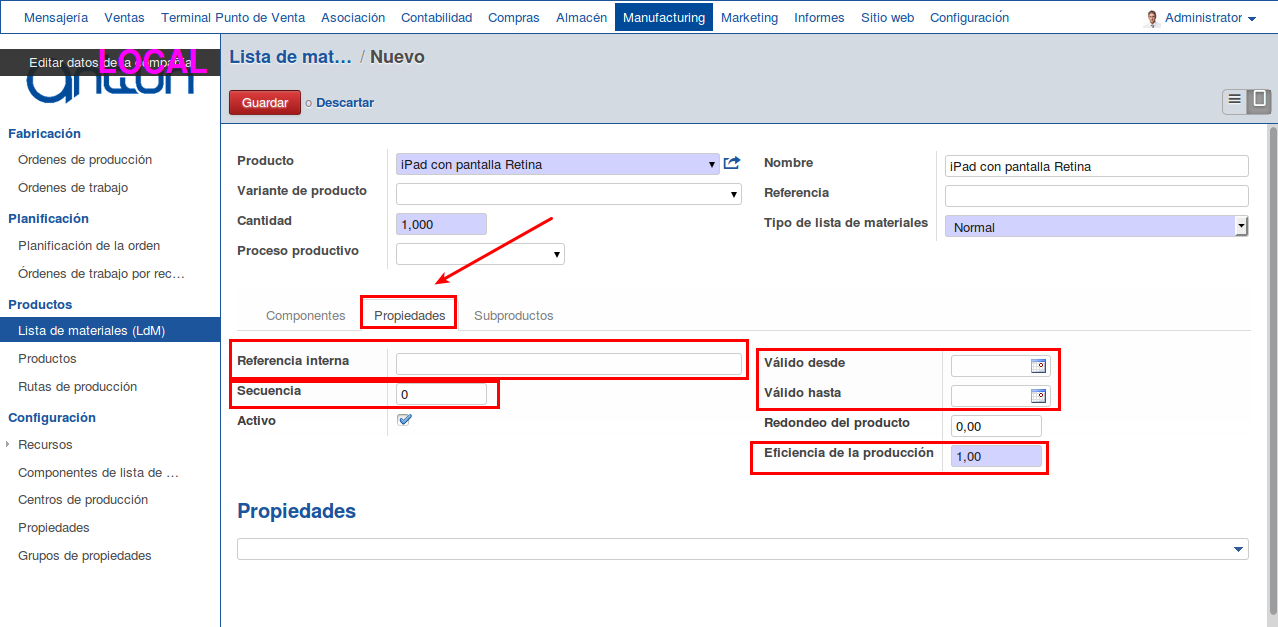 Mensajería Ventas Terminal Punto de Venta Asociación Contabilidad Compras Almacén Manufacturing Marketing Informes Sitio web Configuración Administrator
Editar datos de la compañía
LOCAL
Lista de mat… / Nuevo
Guardar o Descartar
Fabricación
Ordenes de producción
Ordenes de trabajo
Planificación
Planificación de la orden
Órdenes de trabajo por rec…
Productos
Lista de materiales (LdM)
Productos
Rutas de producción
Configuración
Recursos
Componentes de lista de …
Centros de producción
Propiedades
Grupos de propiedades
Producto iPad con pantalla Retina
Variante de producto
Cantidad 1,000
Proceso productivo
Nombre iPad con pantalla Retina
Referencia
Tipo de lista de materiales Normal
Componentes Propiedades Subproductos
Referencia interna
Secuencia 0
Activo
Válido desde
Válido hasta
Redondeo del producto 0,00
Eficiencia de la producción 1,00
Propiedades